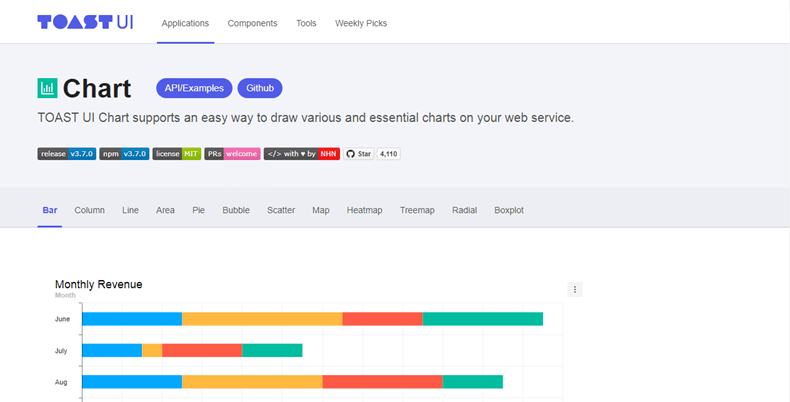 TOAST UI Applications Components Tools Weekly Picks
Chart API/Examples Github
TOAST UI Chart supports an easy way to draw various and essential charts on your web service.
release v3.7.0 npm v3.7.0 license MIT PRs welcome </> with ♥ by NHN Star 4,110
Bar Column Line Area Pie Bubble Scatter Map Heatmap Treemap Radial Boxplot
Monthly Revenue
Month
June
July
Aug